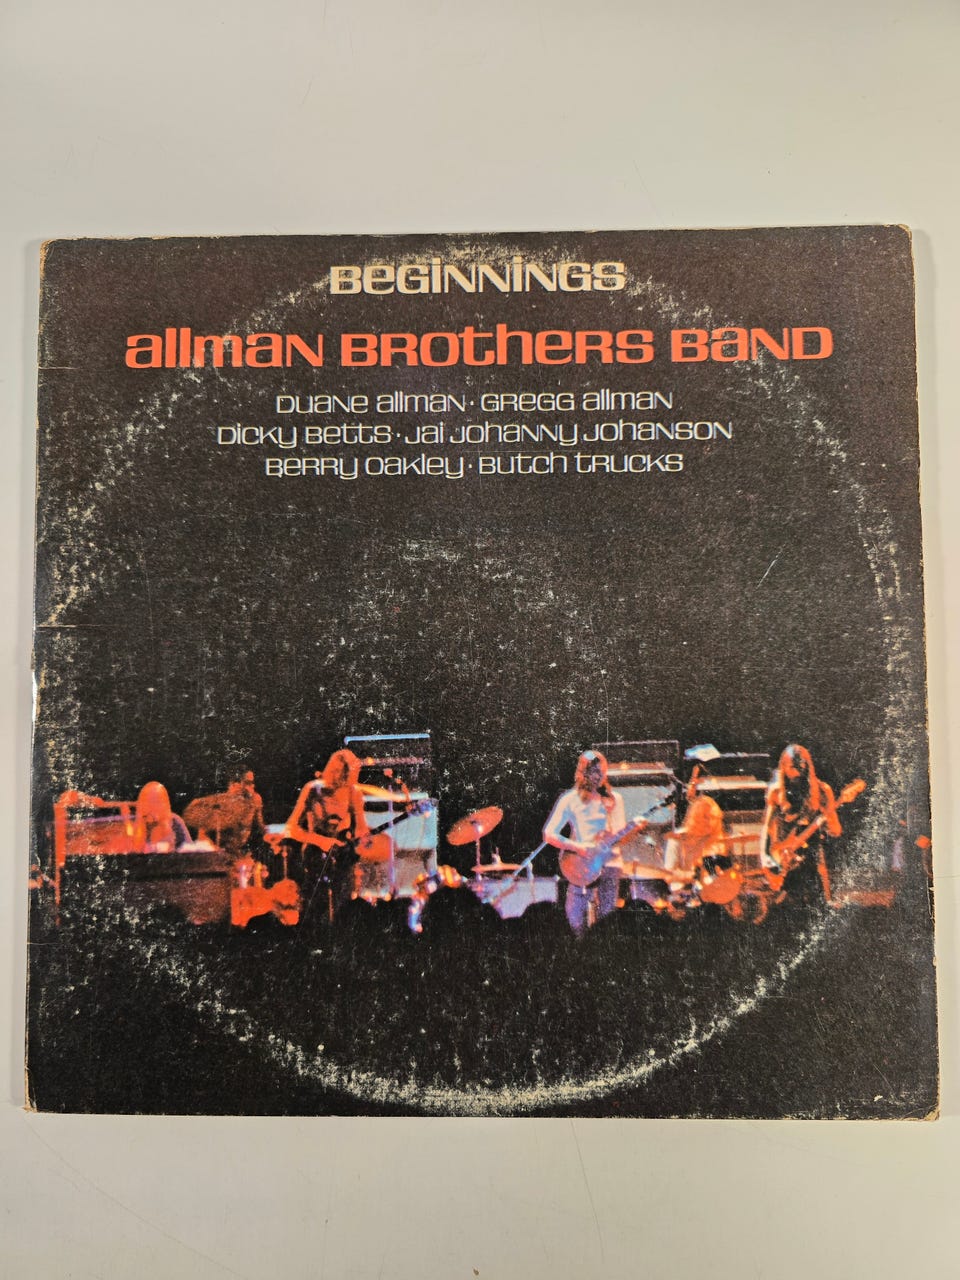 BEGINNINGS
allman BROTHERS BAND
DUANE allman · GREGG allman
DICKY BETTS · Jai JOHANNY JOHANSON
BERRY OAKLEY · BUTCH TRUCKS